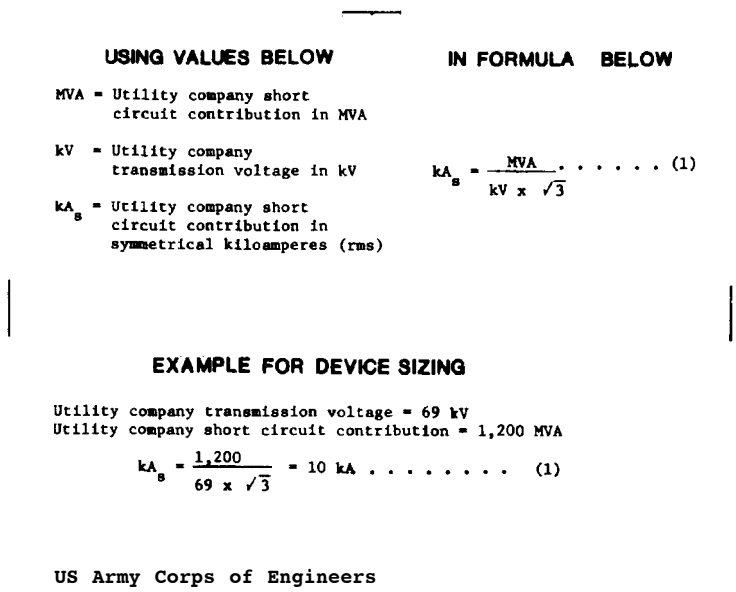 USING VALUES BELOW
IN FORMULA BELOW
MVA = Utility company short
circuit contribution in MVA
kV = Utility company
transmission voltage in kV
kA_s = Utility company short
circuit contribution in
symmetrical kiloamperes (rms)
kA_s = MVA / kV x √3 . . . . . . (1)
EXAMPLE FOR DEVICE SIZING
Utility company transmission voltage = 69 kV
Utility company short circuit contribution = 1,200 MVA
kA_s = 1,200 / 69 x √3 = 10 kA . . . . . . . . (1)
US Army Corps of Engineers